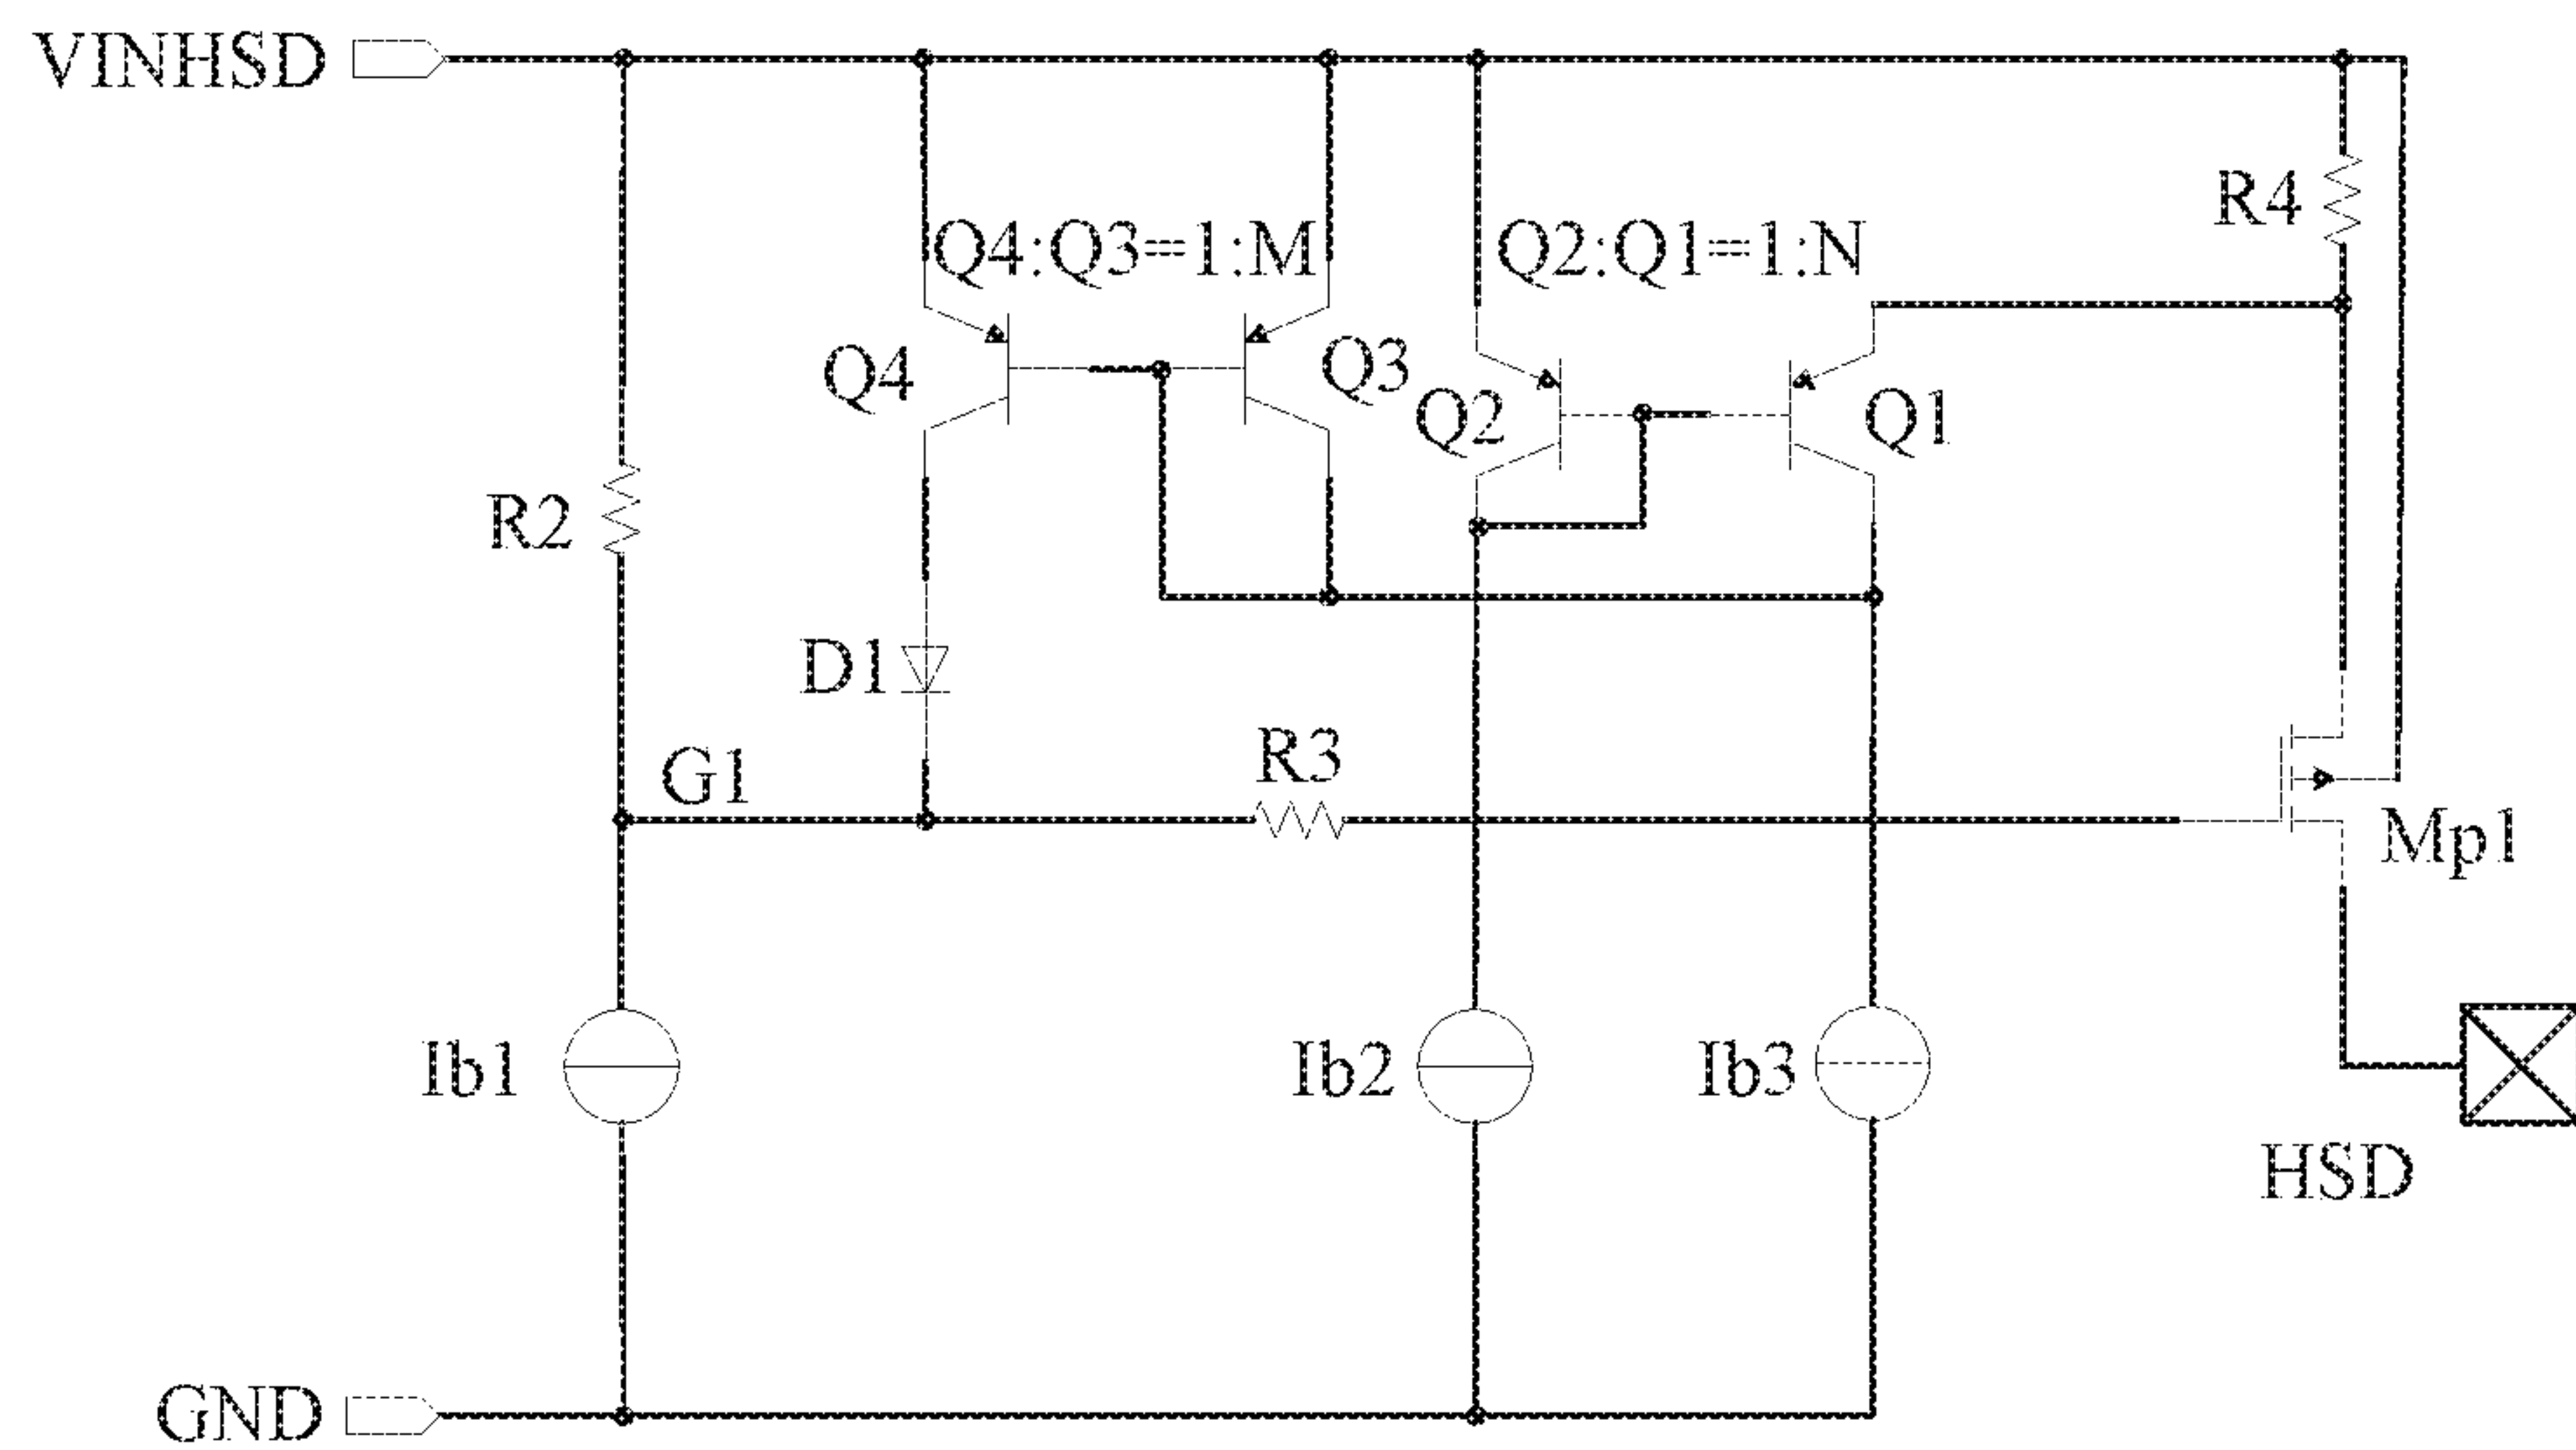 VINHSD
R4
Q4:Q3=1:M
Q2:Q1=1:N
Q4
Q3
Q2
Q1
R2
D1
G1
R3
Mp1
Ib1
Ib2
Ib3
HSD
GND